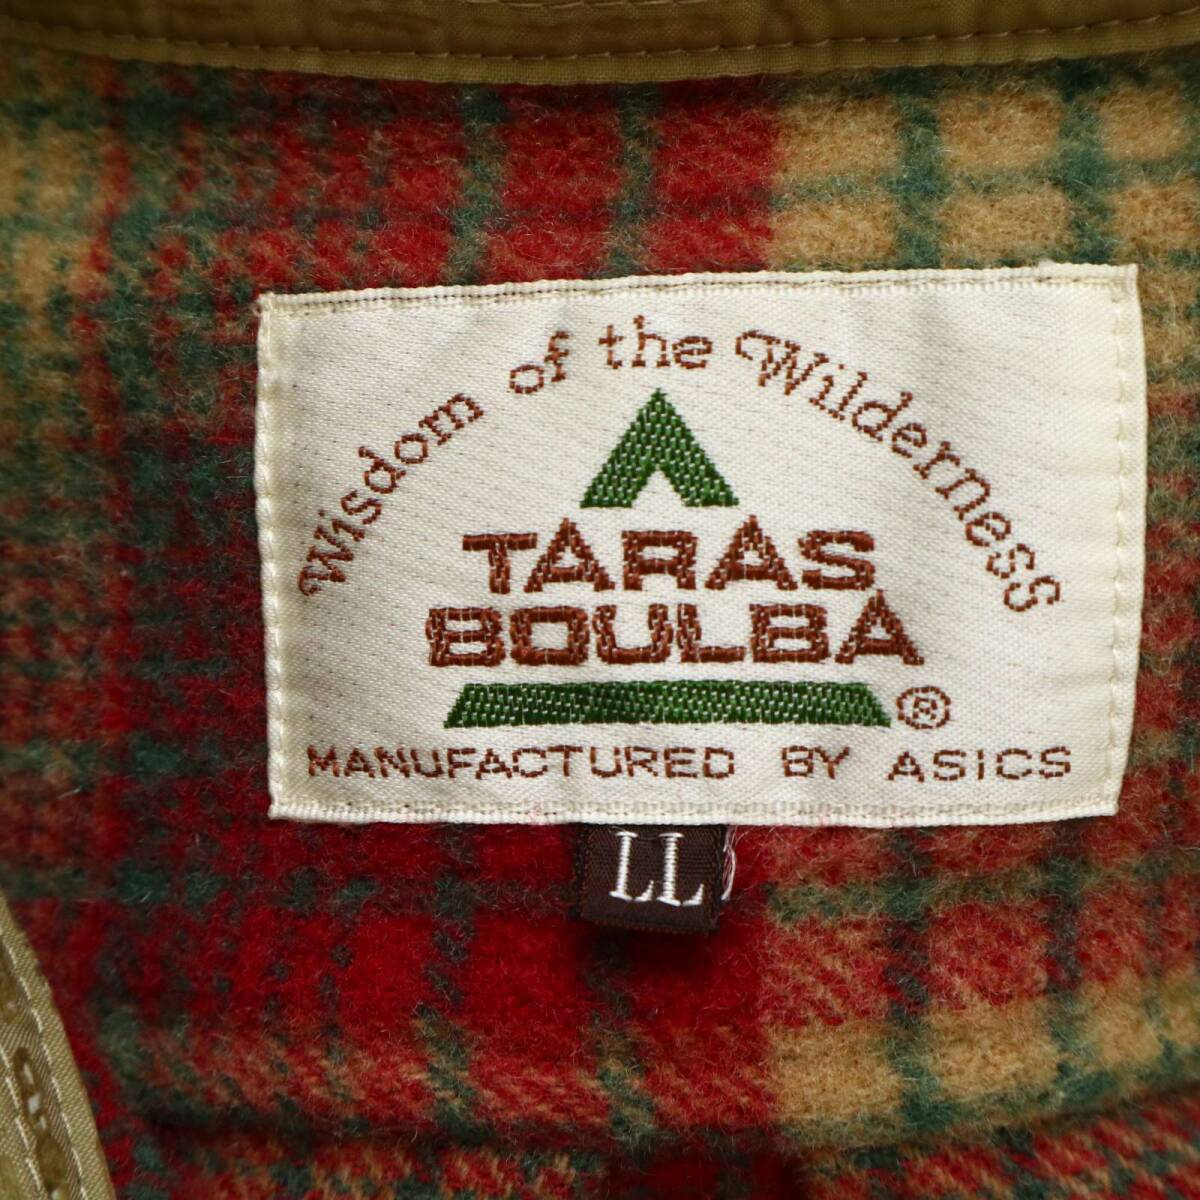 Wisdom of the Wilderness
TARAS
BOULBA®
MANUFACTURED BY ASICS
LL